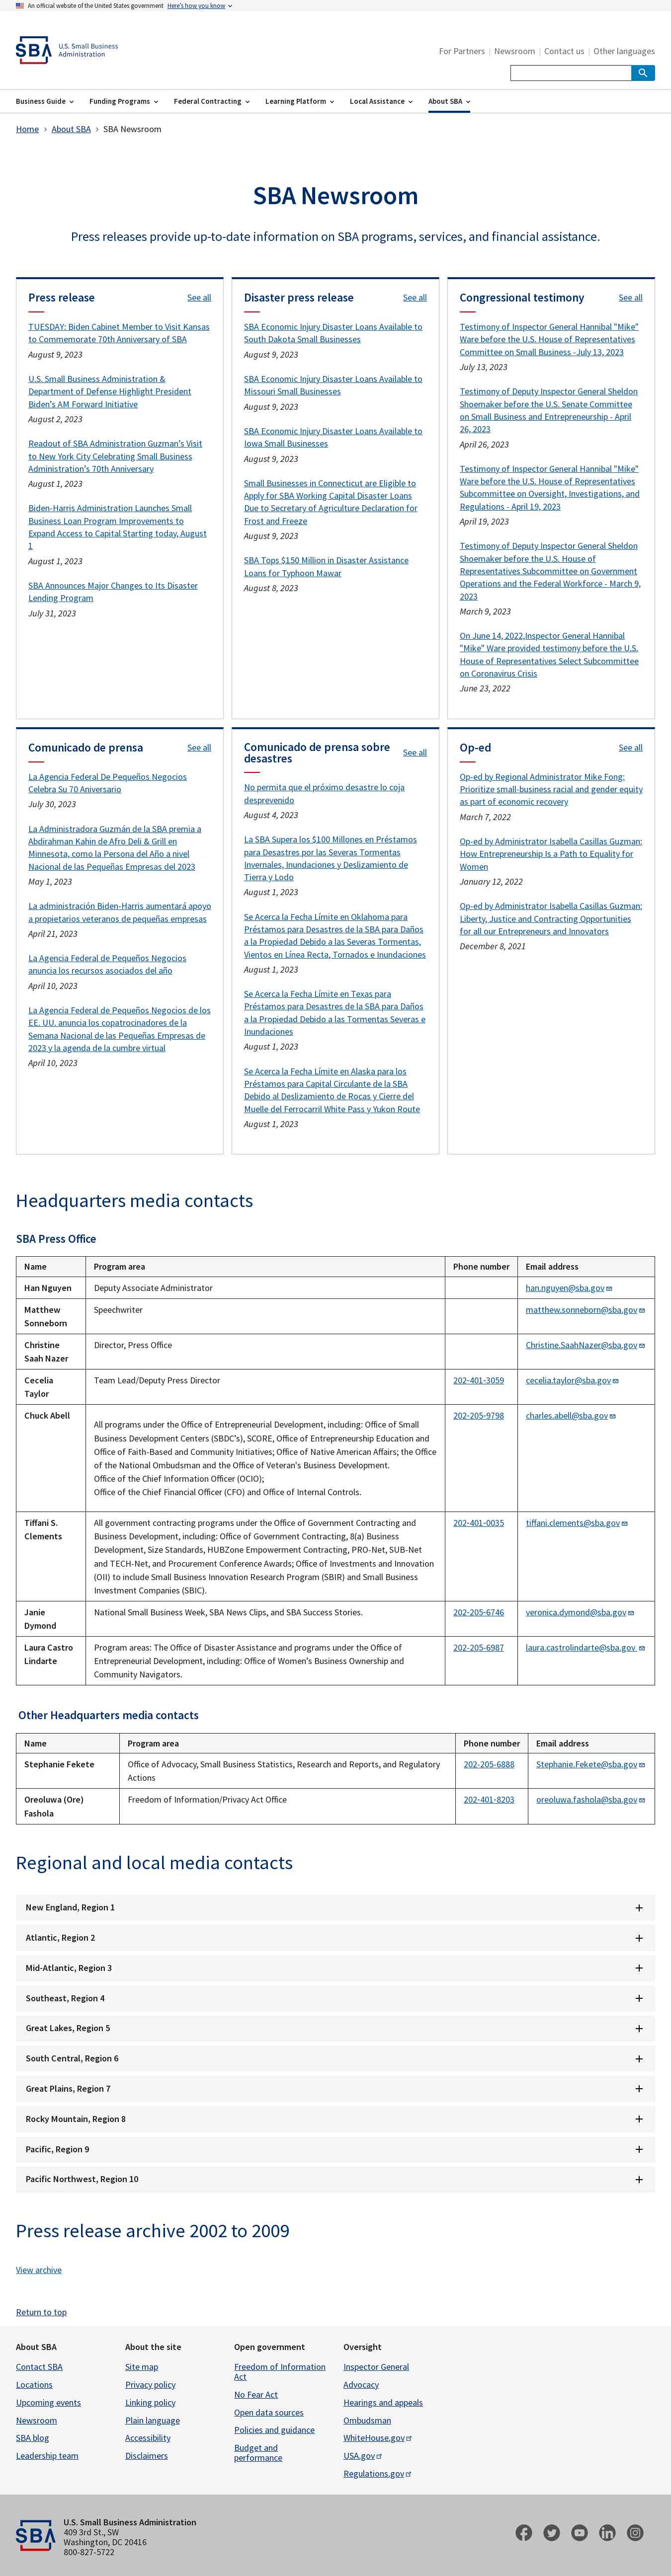 An official website of the United States government Here's how you know
SBA
U.S. Small Business
Administration
For Partners | Newsroom | Contact us | Other languages
Business Guide Funding Programs Federal Contracting Learning Platform Local Assistance About SBA
Home › About SBA › SBA Newsroom
SBA Newsroom
Press releases provide up-to-date information on SBA programs, services, and financial assistance.
Press release See all
TUESDAY: Biden Cabinet Member to Visit Kansas
to Commemorate 70th Anniversary of SBA
August 9, 2023
U.S. Small Business Administration &
Department of Defense Highlight President
Biden's AM Forward Initiative
August 2, 2023
Readout of SBA Administration Guzman's Visit
to New York City Celebrating Small Business
Administration's 70th Anniversary
August 1, 2023
Biden-Harris Administration Launches Small
Business Loan Program Improvements to
Expand Access to Capital Starting today, August
1
August 1, 2023
SBA Announces Major Changes to Its Disaster
Lending Program
July 31, 2023
Disaster press release See all
SBA Economic Injury Disaster Loans Available to
South Dakota Small Businesses
August 9, 2023
SBA Economic Injury Disaster Loans Available to
Missouri Small Businesses
August 9, 2023
SBA Economic Injury Disaster Loans Available to
Iowa Small Businesses
August 9, 2023
Small Businesses in Connecticut are Eligible to
Apply for SBA Working Capital Disaster Loans
Due to Secretary of Agriculture Declaration for
Frost and Freeze
August 9, 2023
SBA Tops $150 Million in Disaster Assistance
Loans for Typhoon Mawar
August 8, 2023
Congressional testimony See all
Testimony of Inspector General Hannibal "Mike"
Ware before the U.S. House of Representatives
Committee on Small Business -July 13, 2023
July 13, 2023
Testimony of Deputy Inspector General Sheldon
Shoemaker before the U.S. Senate Committee
on Small Business and Entrepreneurship - April
26, 2023
April 26, 2023
Testimony of Inspector General Hannibal "Mike"
Ware before the U.S. House of Representatives
Subcommittee on Oversight, Investigations, and
Regulations - April 19, 2023
April 19, 2023
Testimony of Deputy Inspector General Sheldon
Shoemaker before the U.S. House of
Representatives Subcommittee on Government
Operations and the Federal Workforce - March 9,
2023
March 9, 2023
On June 14, 2022,Inspector General Hannibal
"Mike" Ware provided testimony before the U.S.
House of Representatives Select Subcommittee
on Coronavirus Crisis
June 23, 2022
Comunicado de prensa See all
La Agencia Federal De Pequeños Negocios
Celebra Su 70 Aniversario
July 30, 2023
La Administradora Guzmán de la SBA premia a
Abdirahman Kahin de Afro Deli & Grill en
Minnesota, como la Persona del Año a nivel
Nacional de las Pequeñas Empresas del 2023
May 1, 2023
La administración Biden-Harris aumentará apoyo
a propietarios veteranos de pequeñas empresas
April 21, 2023
La Agencia Federal de Pequeños Negocios
anuncia los recursos asociados del año
April 10, 2023
La Agencia Federal de Pequeños Negocios de los
EE. UU. anuncia los copatrocinadores de la
Semana Nacional de las Pequeñas Empresas de
2023 y la agenda de la cumbre virtual
April 10, 2023
Comunicado de prensa sobre
desastres See all
No permita que el próximo desastre lo coja
desprevenido
August 4, 2023
La SBA Supera los $100 Millones en Préstamos
para Desastres por las Severas Tormentas
Invernales, Inundaciones y Deslizamiento de
Tierra y Lodo
August 1, 2023
Se Acerca la Fecha Límite en Oklahoma para
Préstamos para Desastres de la SBA para Daños
a la Propiedad Debido a las Severas Tormentas,
Vientos en Línea Recta, Tornados e Inundaciones
August 1, 2023
Se Acerca la Fecha Límite en Texas para
Préstamos para Desastres de la SBA para Daños
a la Propiedad Debido a las Tormentas Severas e
Inundaciones
August 1, 2023
Se Acerca la Fecha Límite en Alaska para los
Préstamos para Capital Circulante de la SBA
Debido al Deslizamiento de Rocas y Cierre del
Muelle del Ferrocarril White Pass y Yukon Route
August 1, 2023
Op-ed See all
Op-ed by Regional Administrator Mike Fong:
Prioritize small-business racial and gender equity
as part of economic recovery
March 7, 2022
Op-ed by Administrator Isabella Casillas Guzman:
How Entrepreneurship Is a Path to Equality for
Women
January 12, 2022
Op-ed by Administrator Isabella Casillas Guzman:
Liberty, Justice and Contracting Opportunities
for all our Entrepreneurs and Innovators
December 8, 2021
Headquarters media contacts
SBA Press Office
Name Program area Phone number Email address
Han Nguyen Deputy Associate Administrator han.nguyen@sba.gov
Matthew
Sonneborn Speechwriter matthew.sonneborn@sba.gov
Christine
Saah Nazer Director, Press Office Christine.SaahNazer@sba.gov
Cecelia
Taylor Team Lead/Deputy Press Director 202-401-3059 cecelia.taylor@sba.gov
Chuck Abell 202-205-9798 charles.abell@sba.gov
All programs under the Office of Entrepreneurial Development, including: Office of Small
Business Development Centers (SBDC's), SCORE, Office of Entrepreneurship Education and
Office of Faith-Based and Community Initiatives; Office of Native American Affairs; the Office
of the National Ombudsman and the Office of Veteran's Business Development.
Office of the Chief Information Officer (OCIO);
Office of the Chief Financial Officer (CFO) and Office of Internal Controls.
Tiffani S.
Clements 202-401-0035 tiffani.clements@sba.gov
All government contracting programs under the Office of Government Contracting and
Business Development, including: Office of Government Contracting, 8(a) Business
Development, Size Standards, HUBZone Empowerment Contracting, PRO-Net, SUB-Net
and TECH-Net, and Procurement Conference Awards; Office of Investments and Innovation
(OII) to include Small Business Innovation Research Program (SBIR) and Small Business
Investment Companies (SBIC).
Janie
Dymond National Small Business Week, SBA News Clips, and SBA Success Stories. 202-205-6746 veronica.dymond@sba.gov
Laura Castro
Lindarte 202-205-6987 laura.castrolindarte@sba.gov
Program areas: The Office of Disaster Assistance and programs under the Office of
Entrepreneurial Development, including: Office of Women's Business Ownership and
Community Navigators.
Other Headquarters media contacts
Name Program area Phone number Email address
Stephanie Fekete Office of Advocacy, Small Business Statistics, Research and Reports, and Regulatory
Actions 202-205-6888 Stephanie.Fekete@sba.gov
Oreoluwa (Ore)
Fashola Freedom of Information/Privacy Act Office 202-401-8203 oreoluwa.fashola@sba.gov
Regional and local media contacts
New England, Region 1
Atlantic, Region 2
Mid-Atlantic, Region 3
Southeast, Region 4
Great Lakes, Region 5
South Central, Region 6
Great Plains, Region 7
Rocky Mountain, Region 8
Pacific, Region 9
Pacific Northwest, Region 10
Press release archive 2002 to 2009
View archive
Return to top
About SBA
Contact SBA
Locations
Upcoming events
Newsroom
SBA blog
Leadership team
About the site
Site map
Privacy policy
Linking policy
Plain language
Accessibility
Disclaimers
Open government
Freedom of Information
Act
No Fear Act
Open data sources
Policies and guidance
Budget and
performance
Oversight
Inspector General
Advocacy
Hearings and appeals
Ombudsman
WhiteHouse.gov
USA.gov
Regulations.gov
SBA
U.S. Small Business Administration
409 3rd St., SW
Washington, DC 20416
800-827-5722